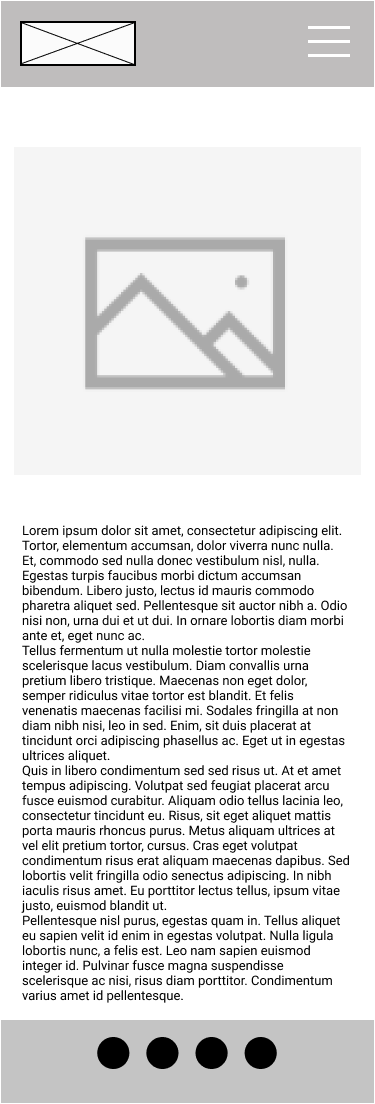 Lorem ipsum dolor sit amet, consectetur adipiscing elit.
Tortor, elementum accumsan, dolor viverra nunc nulla.
Et, commodo sed nulla donec vestibulum nisl, nulla.
Egestas turpis faucibus morbi dictum accumsan
bibendum. Libero justo, lectus id mauris commodo
pharetra aliquet sed. Pellentesque sit auctor nibh a. Odio
nisi non, urna dui et ut dui. In ornare lobortis diam morbi
ante et, eget nunc ac.
Tellus fermentum ut nulla molestie tortor molestie
scelerisque lacus vestibulum. Diam convallis urna
pretium libero tristique. Maecenas non eget dolor,
semper ridiculus vitae tortor est blandit. Et felis
venenatis maecenas facilisi mi. Sodales fringilla at non
diam nibh nisi, leo in sed. Enim, sit duis placerat at
tincidunt orci adipiscing phasellus ac. Eget ut in egestas
ultrices aliquet.
Quis in libero condimentum sed sed risus ut. At et amet
tempus adipiscing. Volutpat sed feugiat placerat arcu
fusce euismod curabitur. Aliquam odio tellus lacinia leo,
consectetur tincidunt eu. Risus, sit eget aliquet mattis
porta mauris rhoncus purus. Metus aliquam ultrices at
vel elit pretium tortor, cursus. Cras eget volutpat
condimentum risus erat aliquam maecenas dapibus. Sed
lobortis velit fringilla odio senectus adipiscing. In nibh
iaculis risus amet. Eu porttitor lectus tellus, ipsum vitae
justo, euismod blandit ut.
Pellentesque nisl purus, egestas quam in. Tellus aliquet
eu sapien velit id enim in egestas volutpat. Nulla ligula
lobortis nunc, a felis est. Leo nam sapien euismod
integer id. Pulvinar fusce magna suspendisse
scelerisque ac nisi, risus diam porttitor. Condimentum
varius amet id pellentesque.